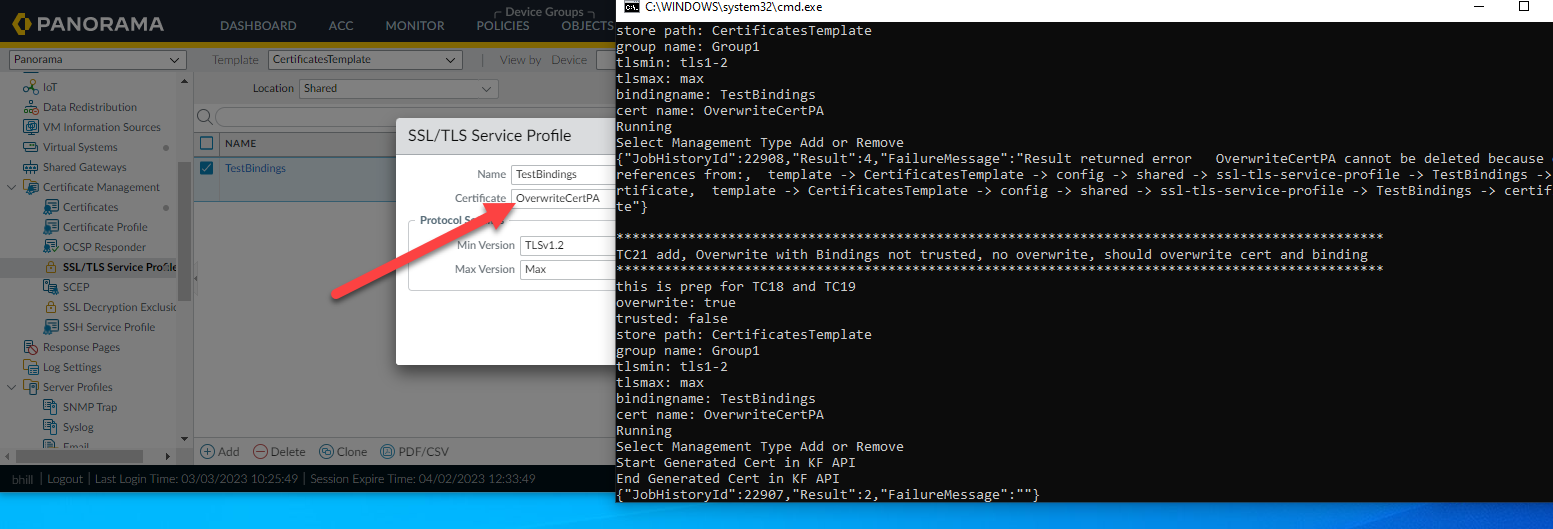 PANORAMA
DASHBOARD
ACC
MONITOR
Device Groups
POLICIES
OBJECTS
Panorama
Template
CertificatesTemplate
View by
Device
IoT
Data Redistribution
VM Information Sources
Virtual Systems
Shared Gateways
Certificate Management
Certificates
Certificate Profile
OCSP Responder
SSL/TLS Service Profile
SCEP
SSL Decryption Exclusio
SSH Service Profile
Response Pages
Log Settings
Server Profiles
SNMP Trap
Syslog
Email
Location
Shared
NAME
TestBindings
SSL/TLS Service Profile
Name
TestBindings
Certificate
OverwriteCertPA
Protocol
Min Version
TLSv1.2
Max Version
Max
Add
Delete
Clone
PDF/CSV
bhill | Logout | Last Login Time: 03/03/2023 10:25:49 | Session Expire Time: 04/02/2023 12:33:49
C:\WINDOWS\system32\cmd.exe
store path: CertificatesTemplate
group name: Group1
tlsmin: tls1-2
tlsmax: max
bindingname: TestBindings
cert name: OverwriteCertPA
Running
Select Management Type Add or Remove
{"JobHistoryId":22908,"Result":4,"FailureMessage":"Result returned error   OverwriteCertPA cannot be deleted because
references from:,  template -> CertificatesTemplate -> config -> shared -> ssl-tls-service-profile -> TestBindings ->
rtificate,  template -> CertificatesTemplate -> config -> shared -> ssl-tls-service-profile -> TestBindings -> certif
te"}
************************************************************************************************
TC21 add, Overwrite with Bindings not trusted, no overwrite, should overwrite cert and binding
************************************************************************************************
this is prep for TC18 and TC19
overwrite: true
trusted: false
store path: CertificatesTemplate
group name: Group1
tlsmin: tls1-2
tlsmax: max
bindingname: TestBindings
cert name: OverwriteCertPA
Running
Select Management Type Add or Remove
Start Generated Cert in KF API
End Generated Cert in KF API
{"JobHistoryId":22907,"Result":2,"FailureMessage":""}